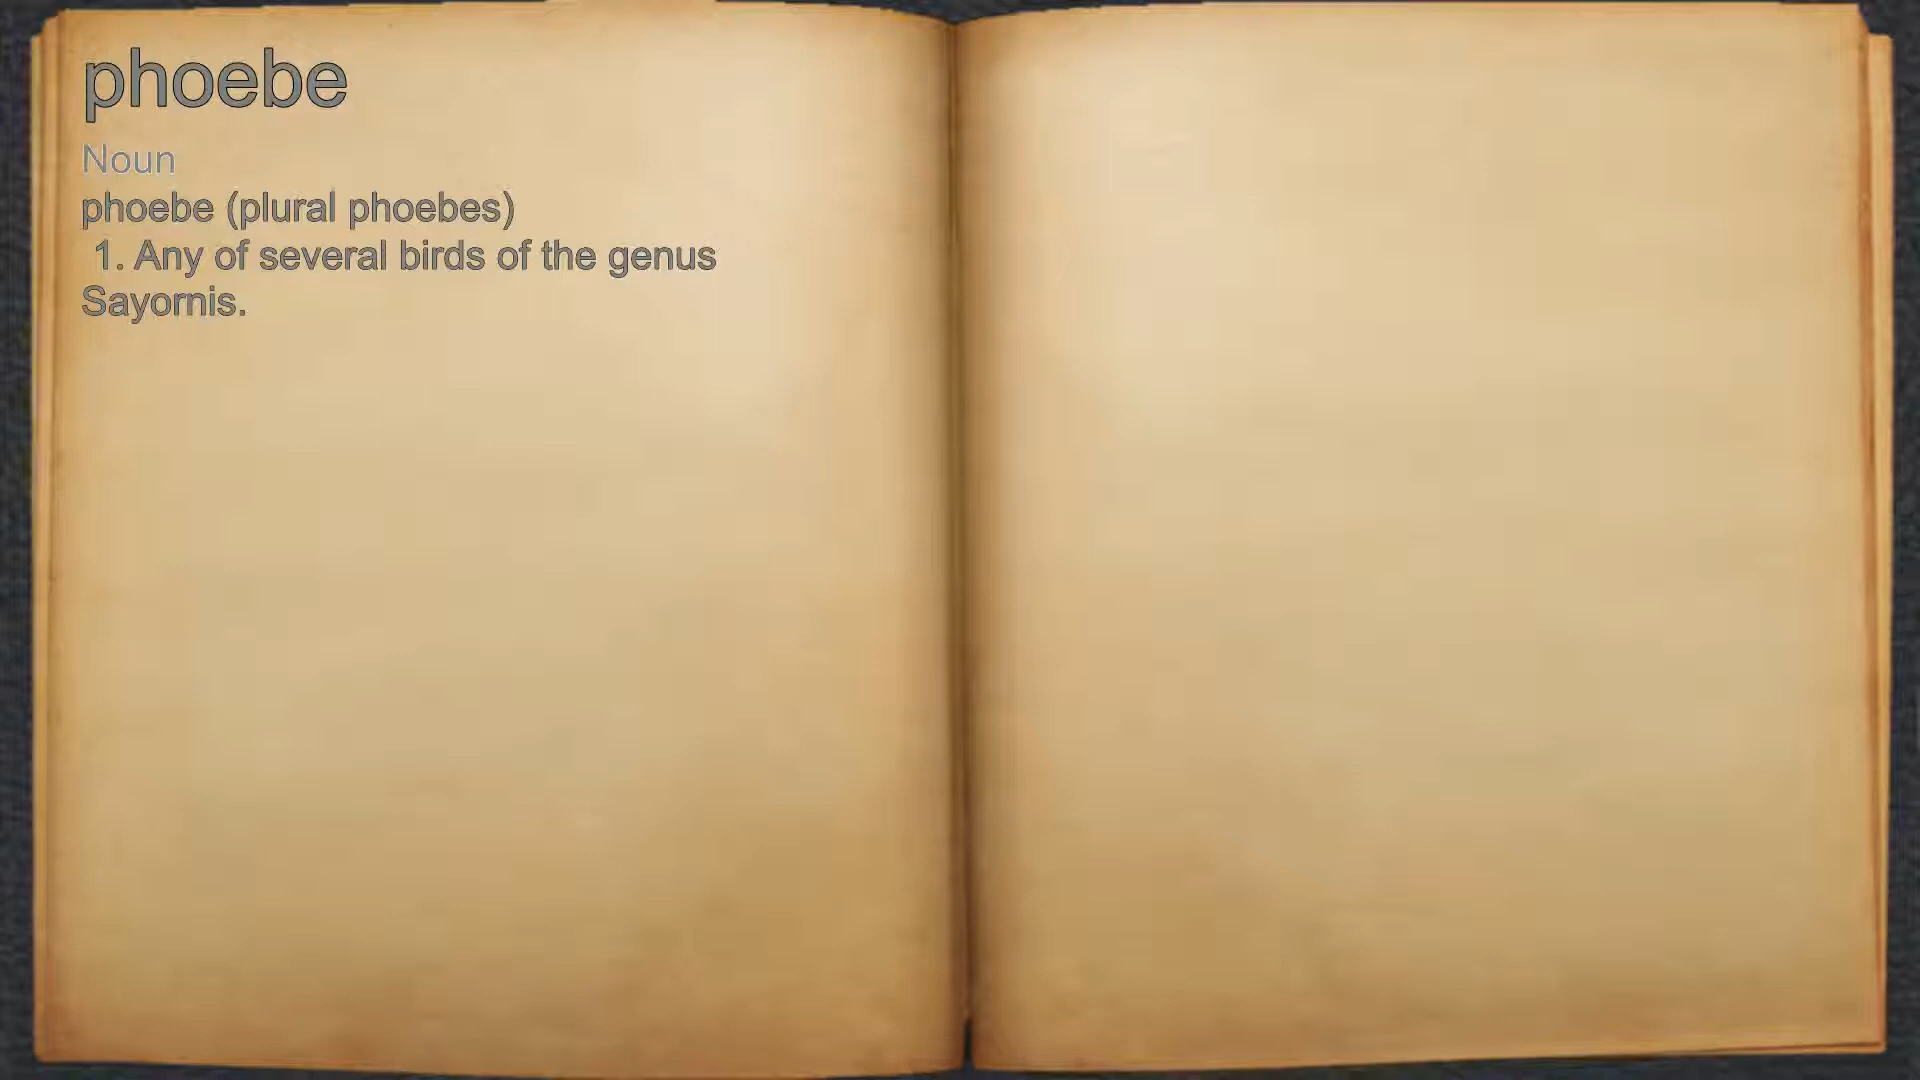 phoebe
Noun
phoebe (plural phoebes)
1. Any of several birds of the genus
Sayornis.